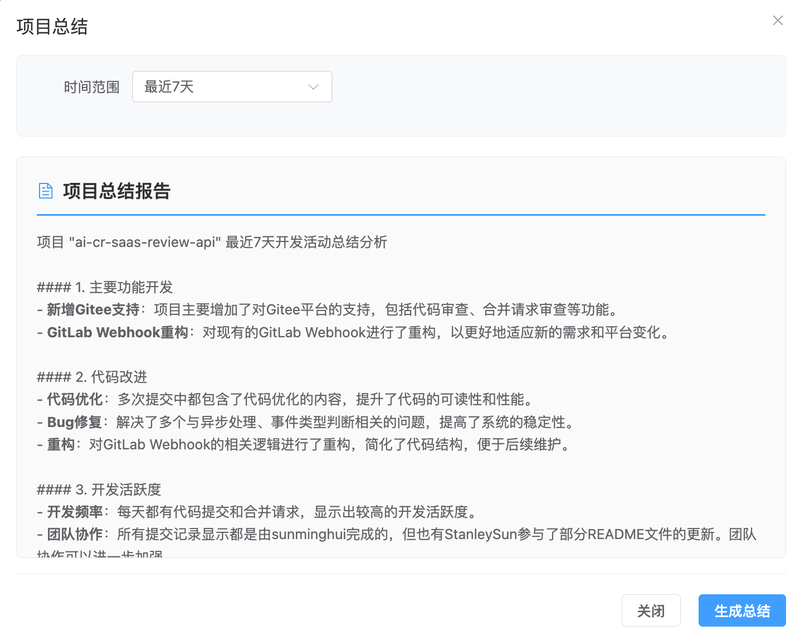 项目总结
时间范围
最近7天
项目总结报告
项目 "ai-cr-saas-review-api" 最近7天开发活动总结分析
#### 1. 主要功能开发
- 新增Gitee支持：项目主要增加了对Gitee平台的支持，包括代码审查、合并请求审查等功能。
- GitLab Webhook重构：对现有的GitLab Webhook进行了重构，以更好地适应新的需求和平台变化。
#### 2. 代码改进
- 代码优化：多次提交中都包含了代码优化的内容，提升了代码的可读性和性能。
- Bug修复：解决了多个与异步处理、事件类型判断相关的问题，提高了系统的稳定性。
- 重构：对GitLab Webhook的相关逻辑进行了重构，简化了代码结构，便于后续维护。
#### 3. 开发活跃度
- 开发频率：每天都有代码提交和合并请求，显示出较高的开发活跃度。
- 团队协作：所有提交记录显示都是由sunminghui完成的，但也有StanleySun参与了部分README文件的更新。团队
协作可以进一步加强
关闭
生成总结